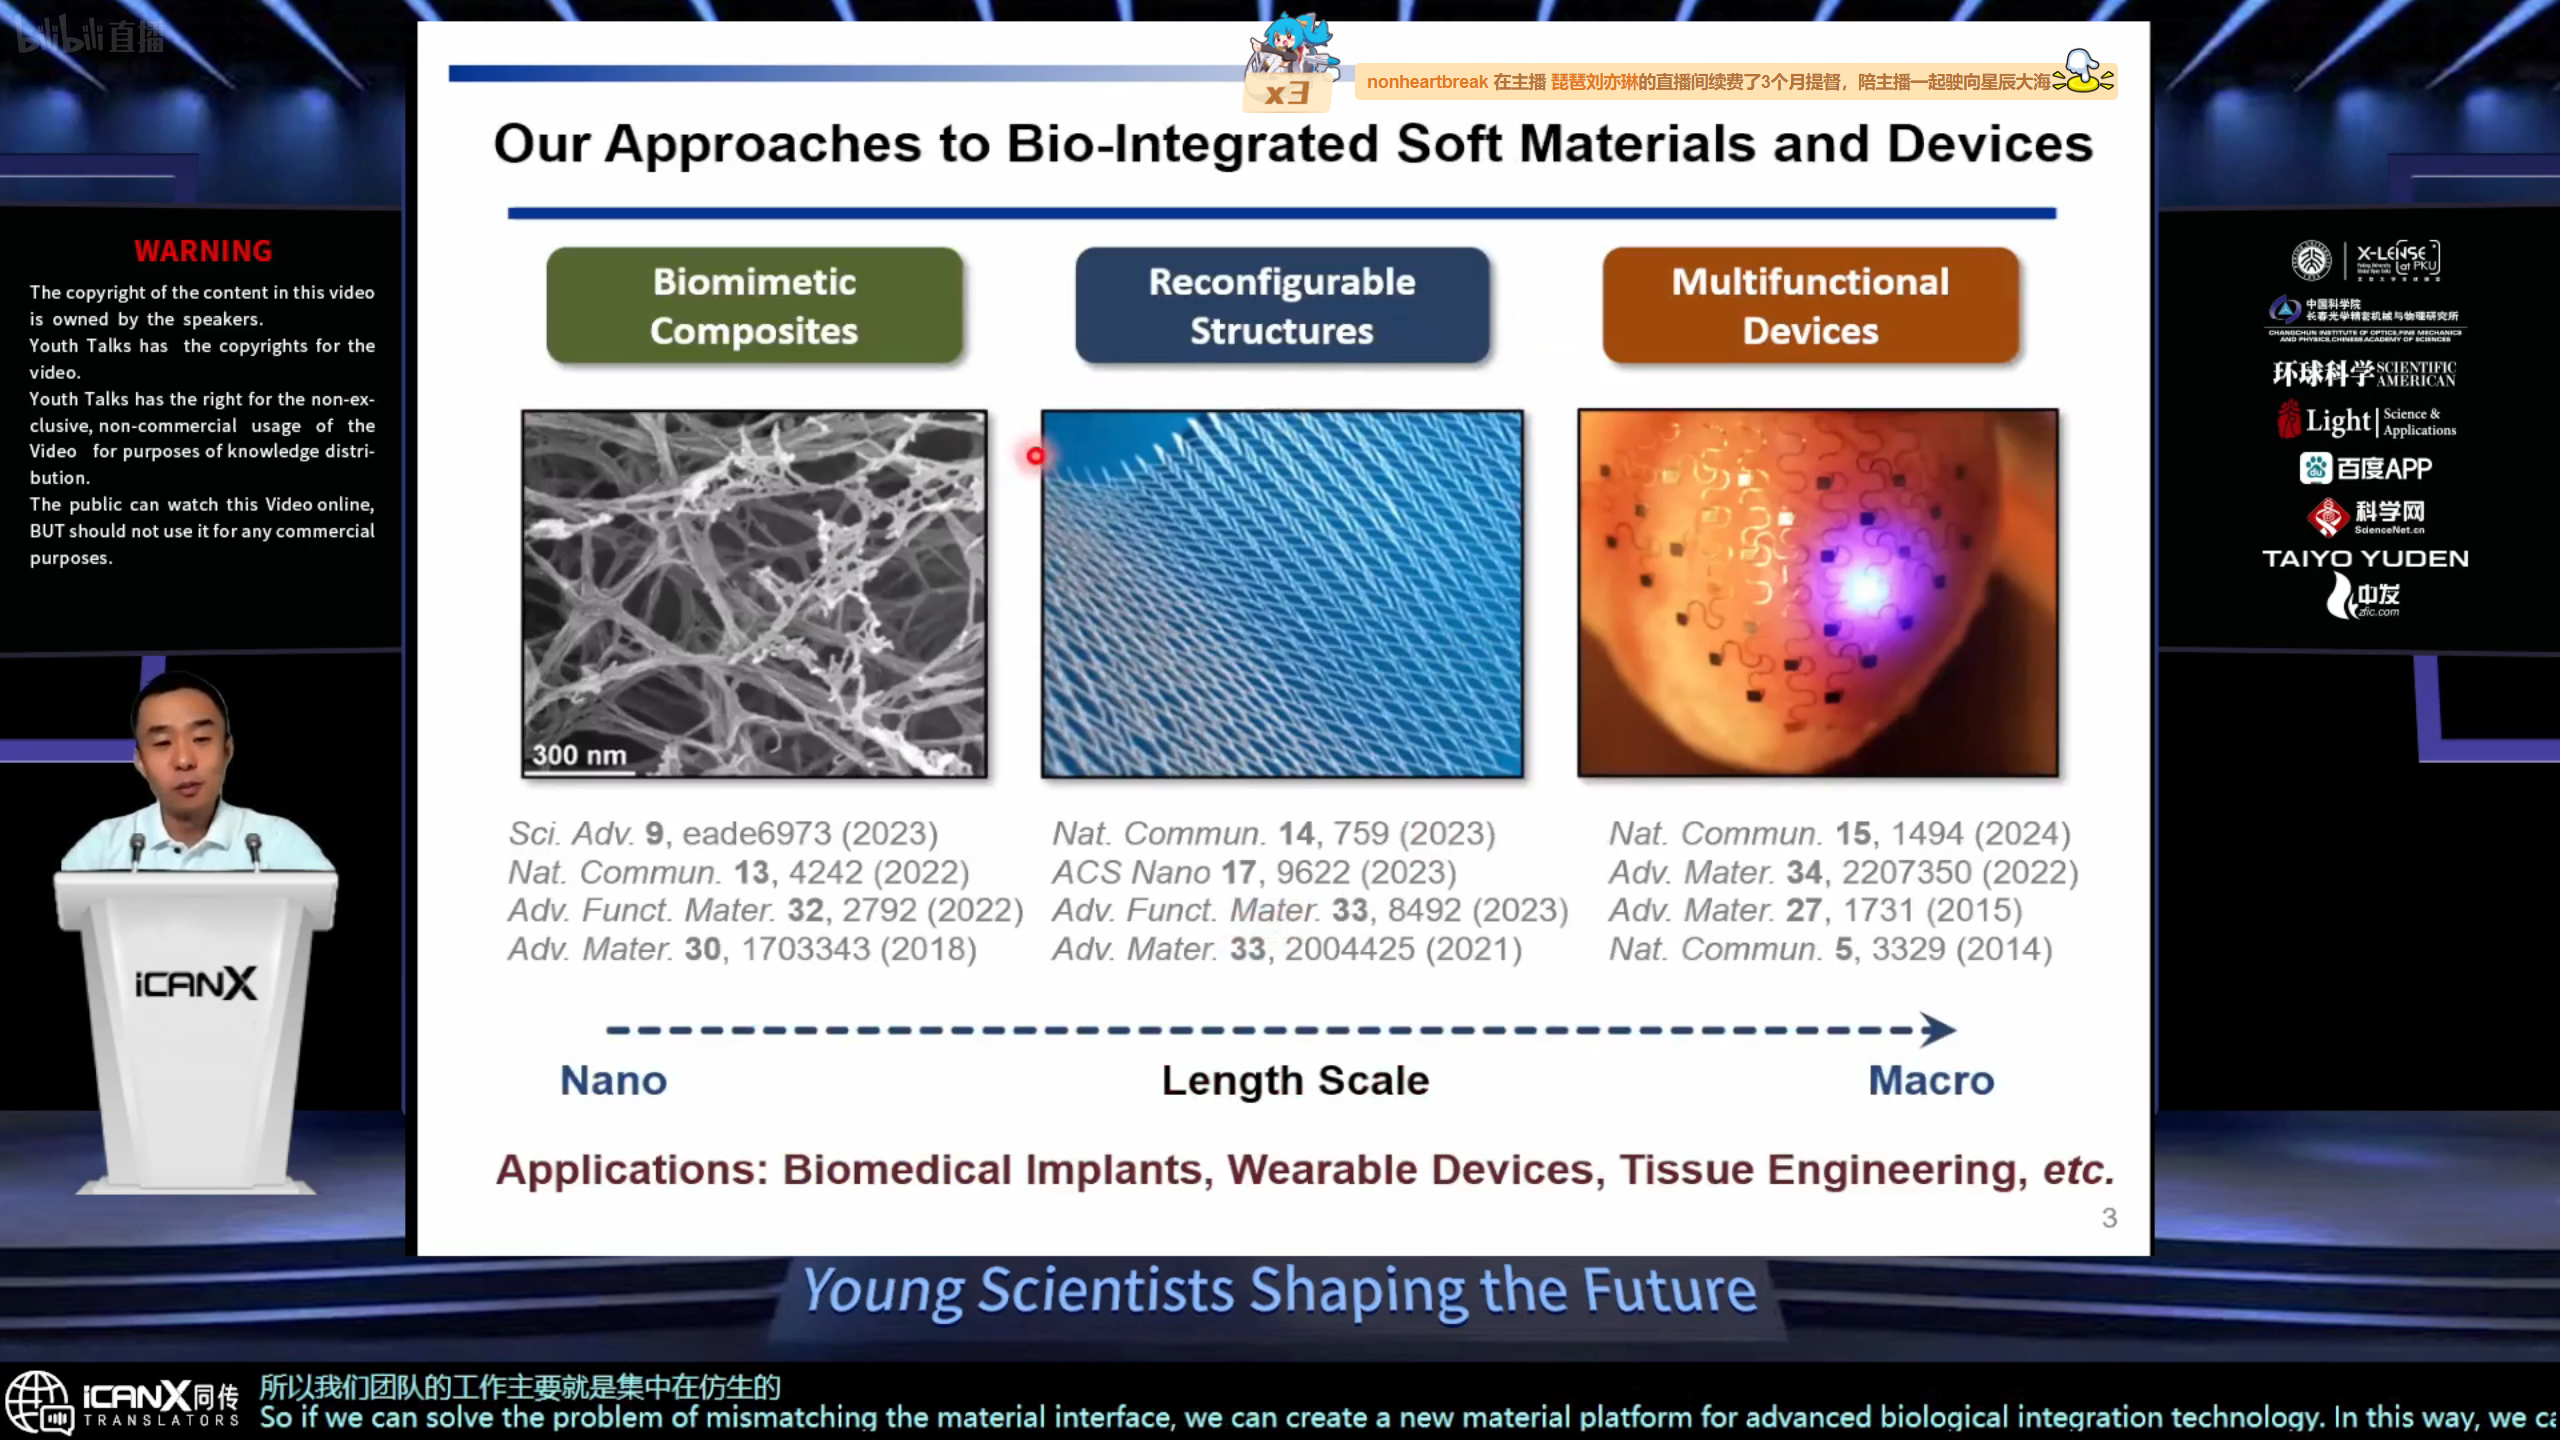 bilibili 直播
x3
nonheartbreak 在主播 琵琶刘亦琳的直播间续费了3个月提督，陪主播一起驶向星辰大海
Our Approaches to Bio-Integrated Soft Materials and Devices
WARNING
The copyright of the content in this video
is owned by the speakers.
Youth Talks has the copyrights for the
video.
Youth Talks has the right for the non-ex-
clusive, non-commercial usage of the
Video for purposes of knowledge distri-
bution.
The public can watch this Video online,
BUT should not use it for any commercial
purposes.
Biomimetic
Composites
Reconfigurable
Structures
Multifunctional
Devices
300 nm
Sci. Adv. 9, eade6973 (2023)
Nat. Commun. 13, 4242 (2022)
Adv. Funct. Mater. 32, 2792 (2022)
Adv. Mater. 30, 1703343 (2018)
Nat. Commun. 14, 759 (2023)
ACS Nano 17, 9622 (2023)
Adv. Funct. Mater. 33, 8492 (2023)
Adv. Mater. 33, 2004425 (2021)
Nat. Commun. 15, 1494 (2024)
Adv. Mater. 34, 2207350 (2022)
Adv. Mater. 27, 1731 (2015)
Nat. Commun. 5, 3329 (2014)
Nano
Length Scale
Macro
Applications: Biomedical Implants, Wearable Devices, Tissue Engineering, etc.
3
X-LENSE
at PKU
中国科学院
长春光学精密机械与物理研究所
CHANGCHUN INSTITUTE OF OPTICS,FINE MECHANICS
AND PHYSICS,CHINESE ACADEMY OF SCIENCES
环球科学 SCIENTIFIC
AMERICAN
Light Science &
Applications
du 百度APP
科学网
ScienceNet.cn
TAIYO YUDEN
中发
zfic.com
iCANX
Young Scientists Shaping the Future
iCANX同传
TRANSLATORS
所以我们团队的工作主要就是集中在仿生的
So if we can solve the problem of mismatching the material interface, we can create a new material platform for advanced biological integration technology. In this way, we ca